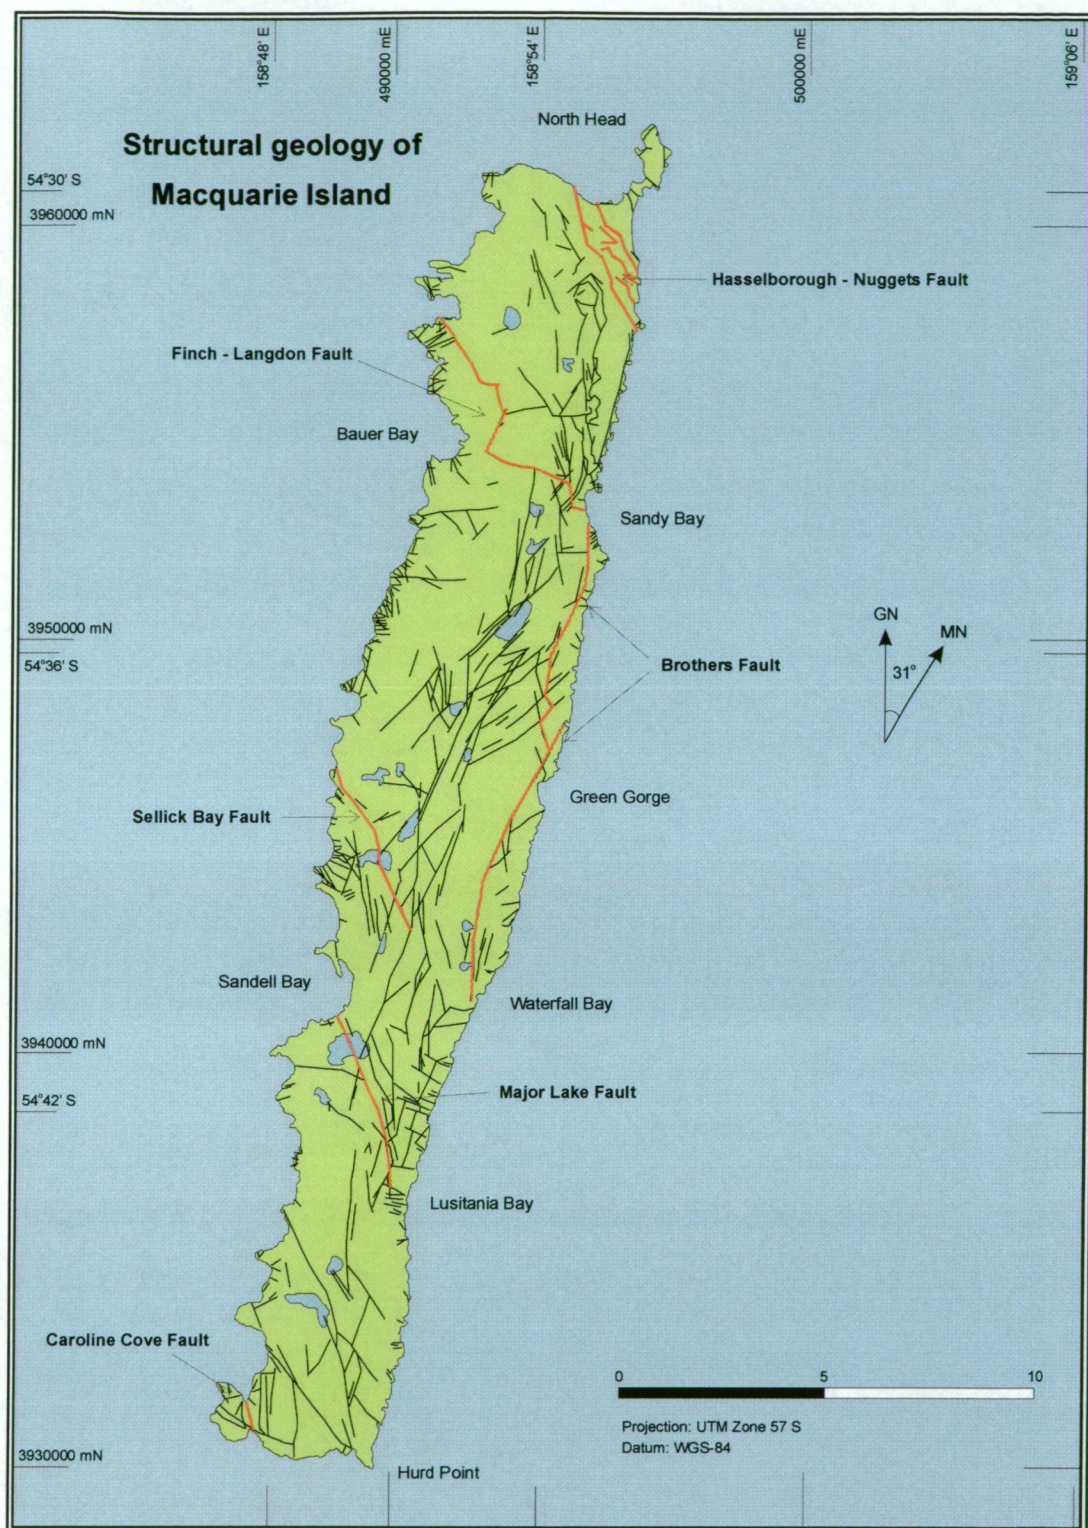 158°48' E
490000 mE
158°54' E
500000 mE
159°06' E
North Head
Structural geology of
Macquarie Island
54°30' S
3960000 mN
Hasselborough - Nuggets Fault
Finch - Langdon Fault
Bauer Bay
Sandy Bay
3950000 mN
54°36' S
GN
MN
31°
Brothers Fault
Green Gorge
Sellick Bay Fault
Sandell Bay
Waterfall Bay
3940000 mN
54°42' S
Major Lake Fault
Lusitania Bay
Caroline Cove Fault
0 5 10
Projection: UTM Zone 57 S
Datum: WGS-84
3930000 mN
Hurd Point